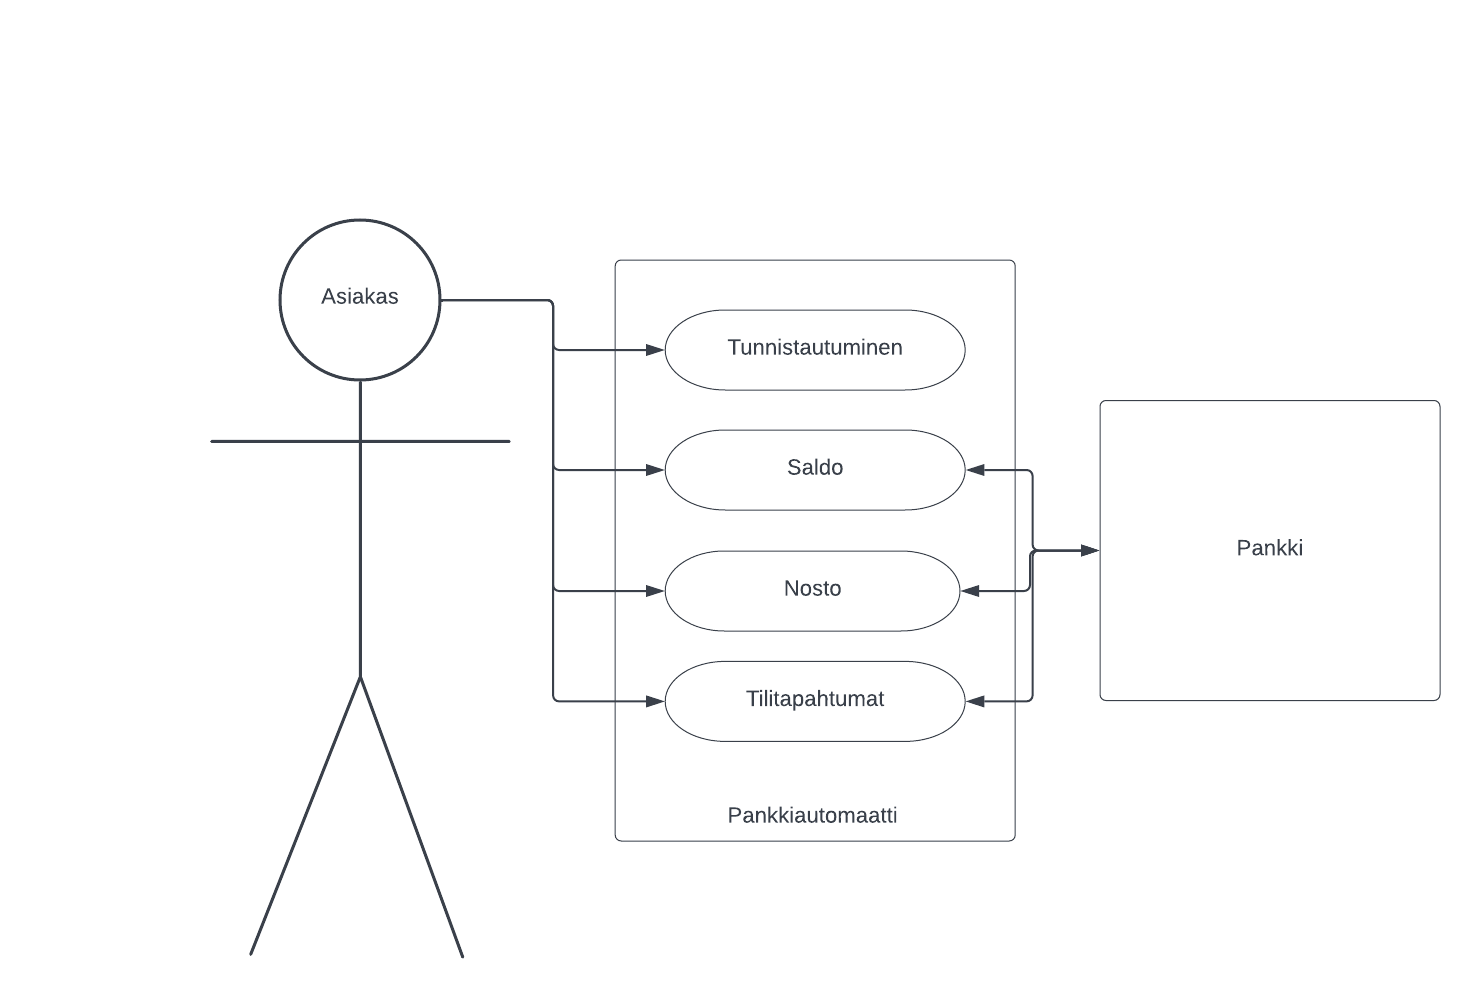 Asiakas
Tunnistautuminen
Saldo
Nosto
Tilitapahtumat
Pankkiautomaatti
Pankki